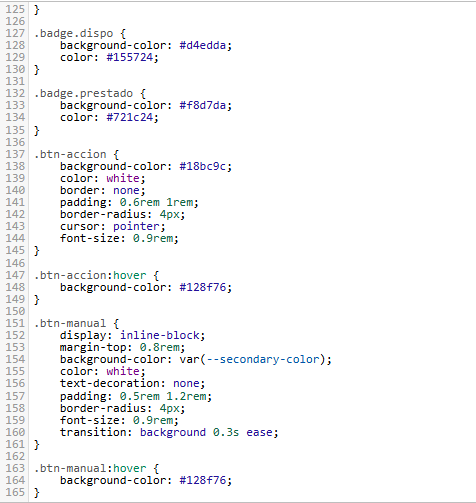 125 }
126
127 .badge.dispo {
128     background-color: #d4edda;
129     color: #155724;
130 }
131
132 .badge.prestado {
133     background-color: #f8d7da;
134     color: #721c24;
135 }
136
137 .btn-accion {
138     background-color: #18bc9c;
139     color: white;
140     border: none;
141     padding: 0.6rem 1rem;
142     border-radius: 4px;
143     cursor: pointer;
144     font-size: 0.9rem;
145 }
146
147 .btn-accion:hover {
148     background-color: #128f76;
149 }
150
151 .btn-manual {
152     display: inline-block;
153     margin-top: 0.8rem;
154     background-color: var(--secondary-color);
155     color: white;
156     text-decoration: none;
157     padding: 0.5rem 1.2rem;
158     border-radius: 4px;
159     font-size: 0.9rem;
160     transition: background 0.3s ease;
161 }
162
163 .btn-manual:hover {
164     background-color: #128f76;
165 }